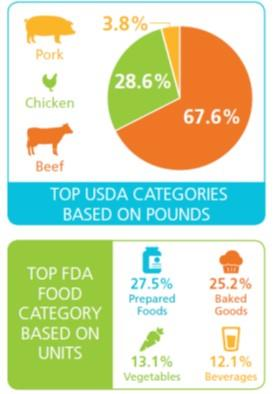 3.8%
Pork
28.6%
Chicken
67.6%
Beef
TOP USDA CATEGORIES
BASED ON POUNDS
TOP FDA
FOOD
CATEGORY
BASED ON
UNITS
27.5%
Prepared
Foods
25.2%
Baked
Goods
13.1%
Vegetables
12.1%
Beverages